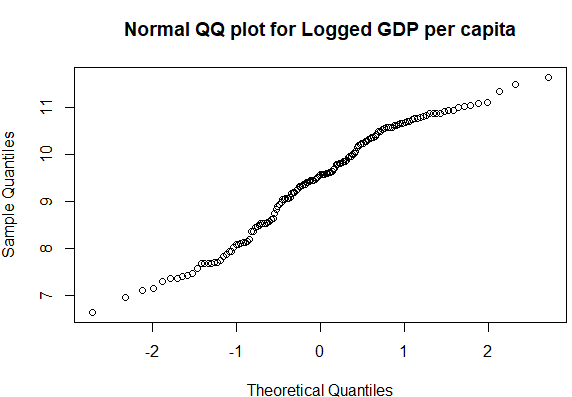 Normal QQ plot for Logged GDP per capita
Sample Quantiles
11
10
9
8
7
-2 -1 0 1 2
Theoretical Quantiles